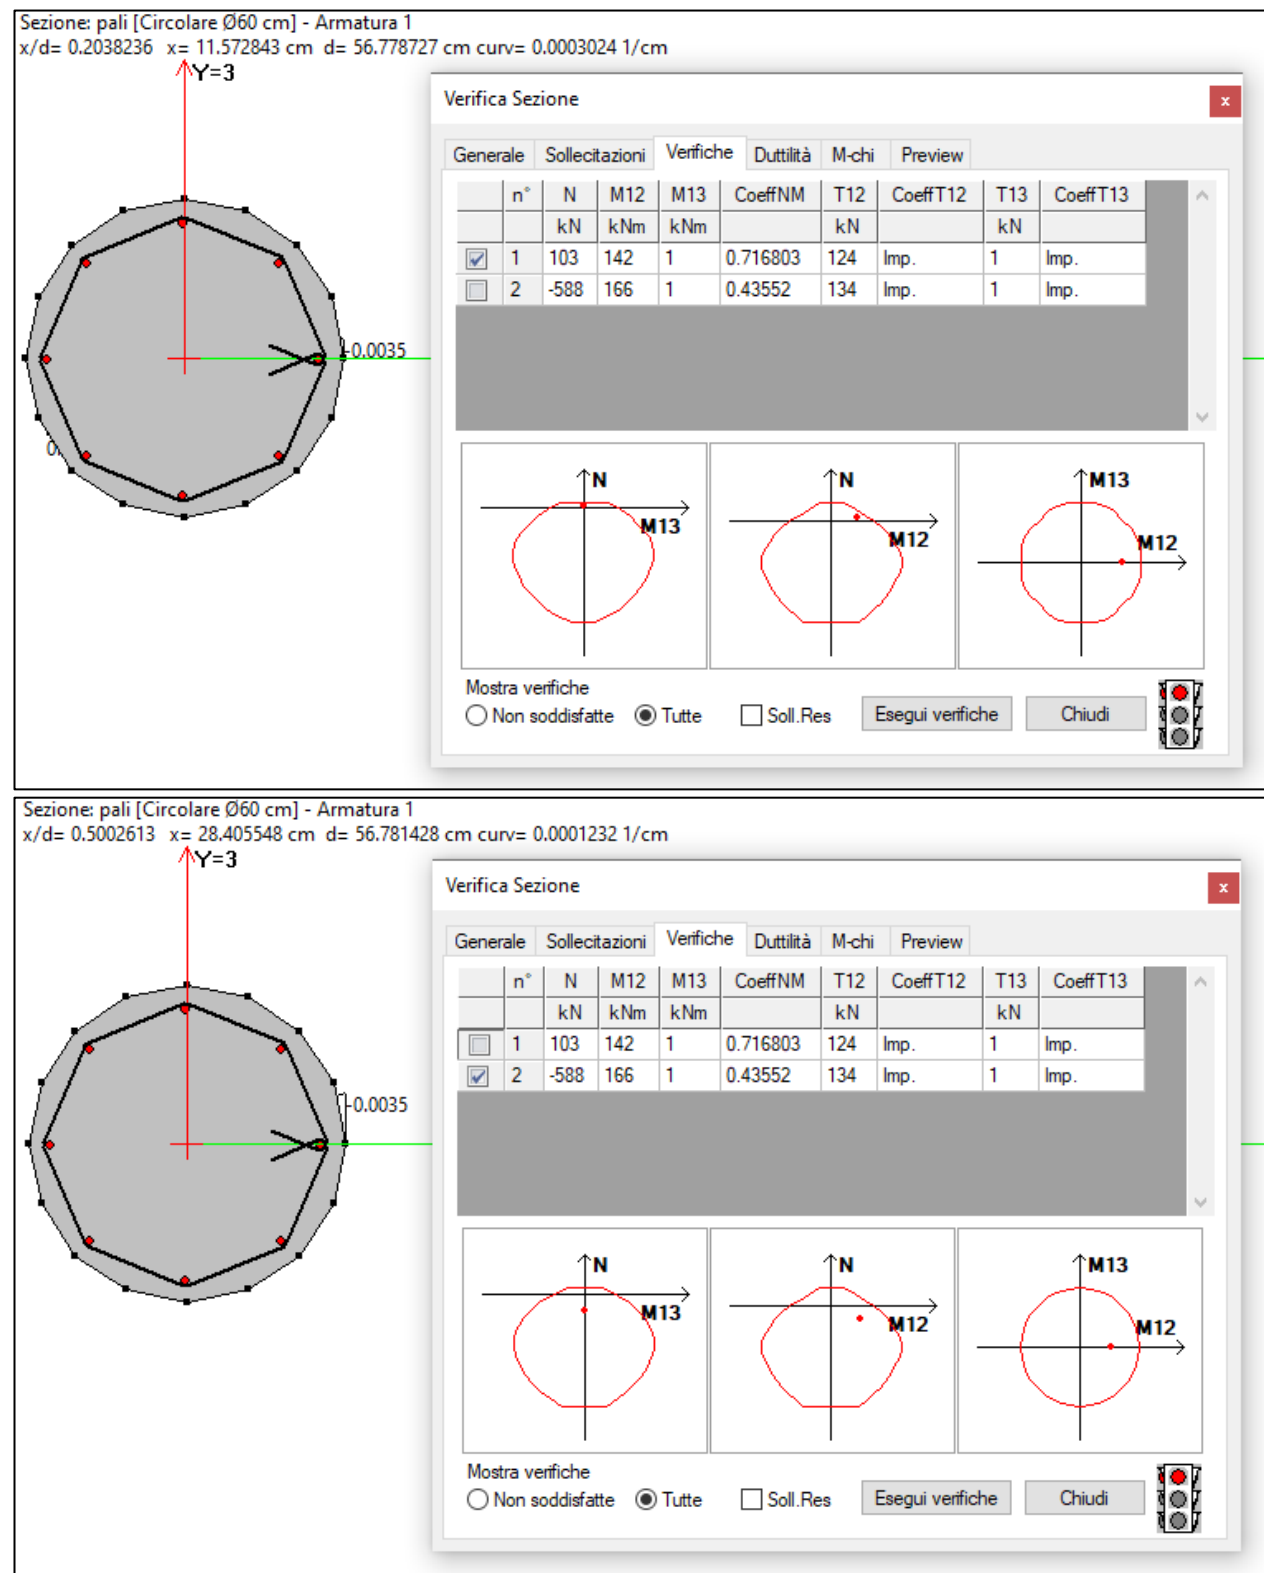 Sezione: pali [Circolare Ø60 cm] - Armatura 1
x/d= 0.2038236 x= 11.572843 cm d= 56.778727 cm curv= 0.0003024 1/cm
Y=3
-0.0035
Verifica Sezione
x
Generale Sollecitazioni Verifiche Duttilità M-chi Preview
n° N M12 M13 CoeffNM T12 CoeffT12 T13 CoeffT13
kN kNm kNm kN kN
1 103 142 1 0.716803 124 Imp. 1 Imp.
2 -588 166 1 0.43552 134 Imp. 1 Imp.
N M13
N M12
M13 M12
Mostra verifiche
Non soddisfatte Tutte Soll.Res Esegui verifiche Chiudi
Sezione: pali [Circolare Ø60 cm] - Armatura 1
x/d= 0.5002613 x= 28.405548 cm d= 56.781428 cm curv= 0.0001232 1/cm
Y=3
-0.0035
Verifica Sezione
x
Generale Sollecitazioni Verifiche Duttilità M-chi Preview
n° N M12 M13 CoeffNM T12 CoeffT12 T13 CoeffT13
kN kNm kNm kN kN
1 103 142 1 0.716803 124 Imp. 1 Imp.
2 -588 166 1 0.43552 134 Imp. 1 Imp.
N M13
N M12
M13 M12
Mostra verifiche
Non soddisfatte Tutte Soll.Res Esegui verifiche Chiudi